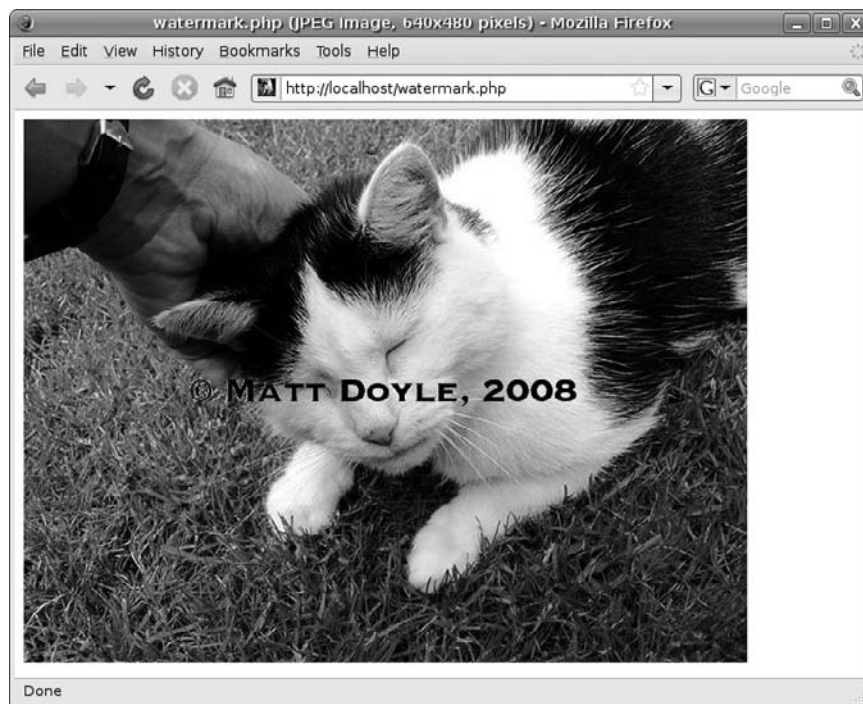 watermark.php (JPEG Image, 640x480 pixels) - Mozilla Firefox
File Edit View History Bookmarks Tools Help
http://localhost/watermark.php
G Google
© MATT DOYLE, 2008
Done